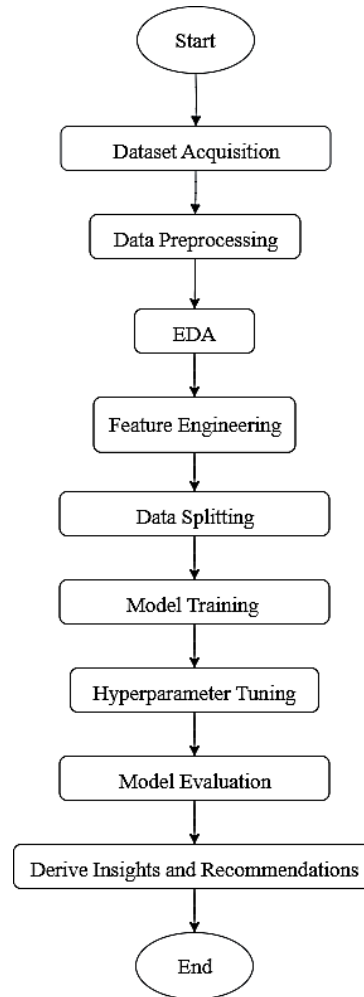 Start
Dataset Acquisition
Data Preprocessing
EDA
Feature Engineering
Data Splitting
Model Training
Hyperparameter Tuning
Model Evaluation
Derive Insights and Recommendations
End